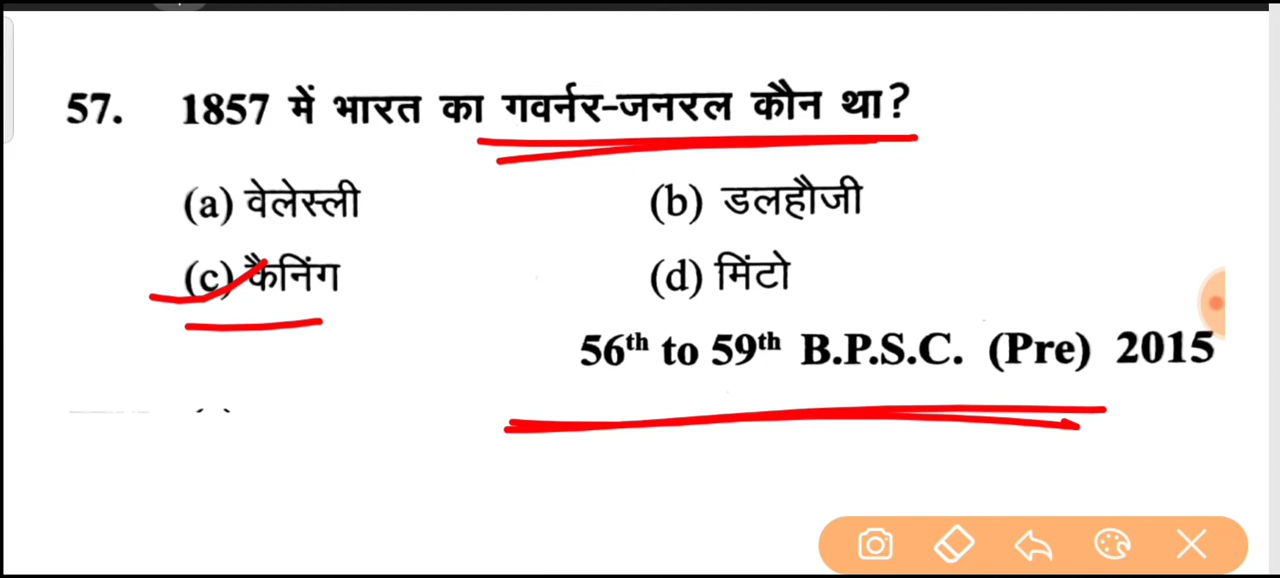 57. 1857 में भारत का गवर्नर-जनरल कौन था?
(a) वेलेस्ली (b) डलहौजी
(c) कैनिंग (d) मिंटो
56th to 59th B.P.S.C. (Pre) 2015